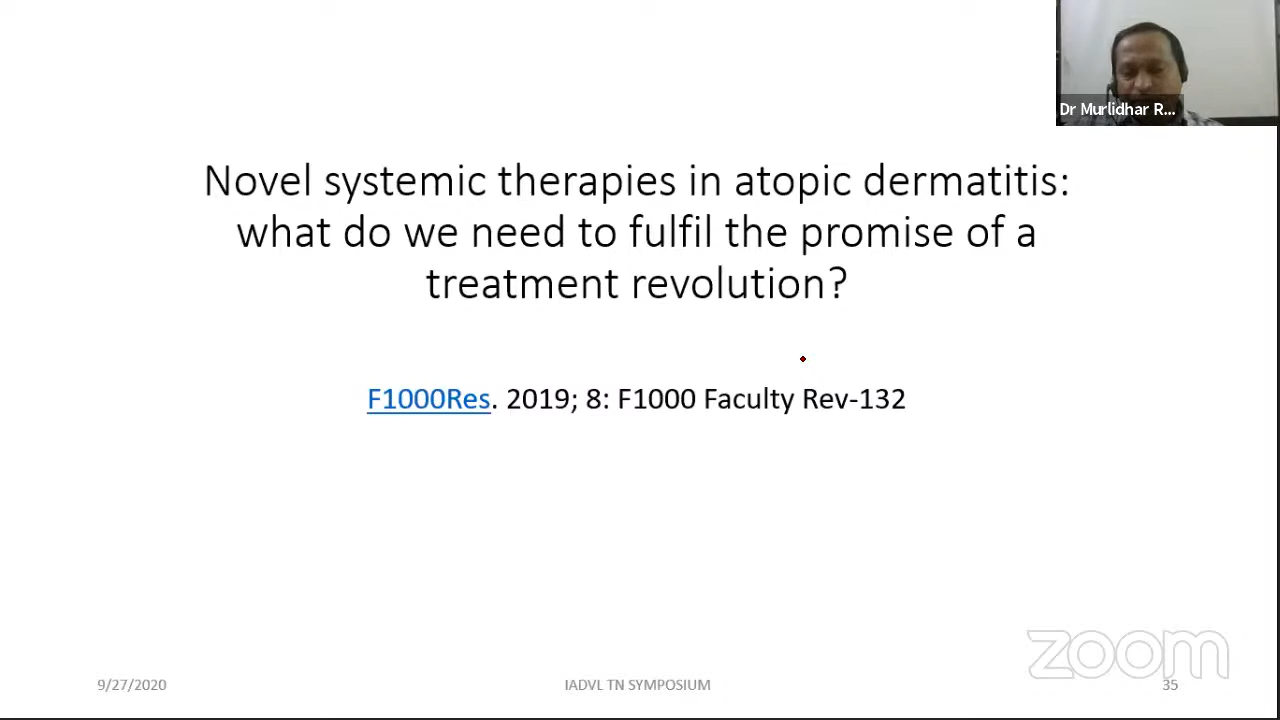 Dr Murlidhar R...
Novel systemic therapies in atopic dermatitis:
what do we need to fulfil the promise of a
treatment revolution?
F1000Res. 2019; 8: F1000 Faculty Rev-132
zoom
9/27/2020
IADVL TN SYMPOSIUM
35